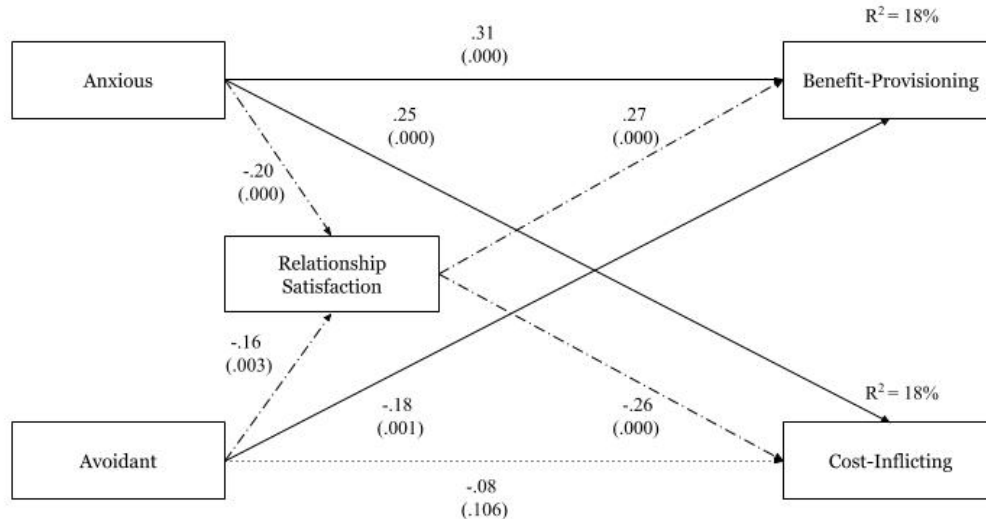 R² = 18%
.31
(.000)
Anxious
Benefit-Provisioning
.25
(.000)
.27
(.000)
-.20
(.000)
Relationship
Satisfaction
-.16
(.003)
-.18
(.001)
-.26
(.000)
R² = 18%
Avoidant
Cost-Inflicting
-.08
(.106)